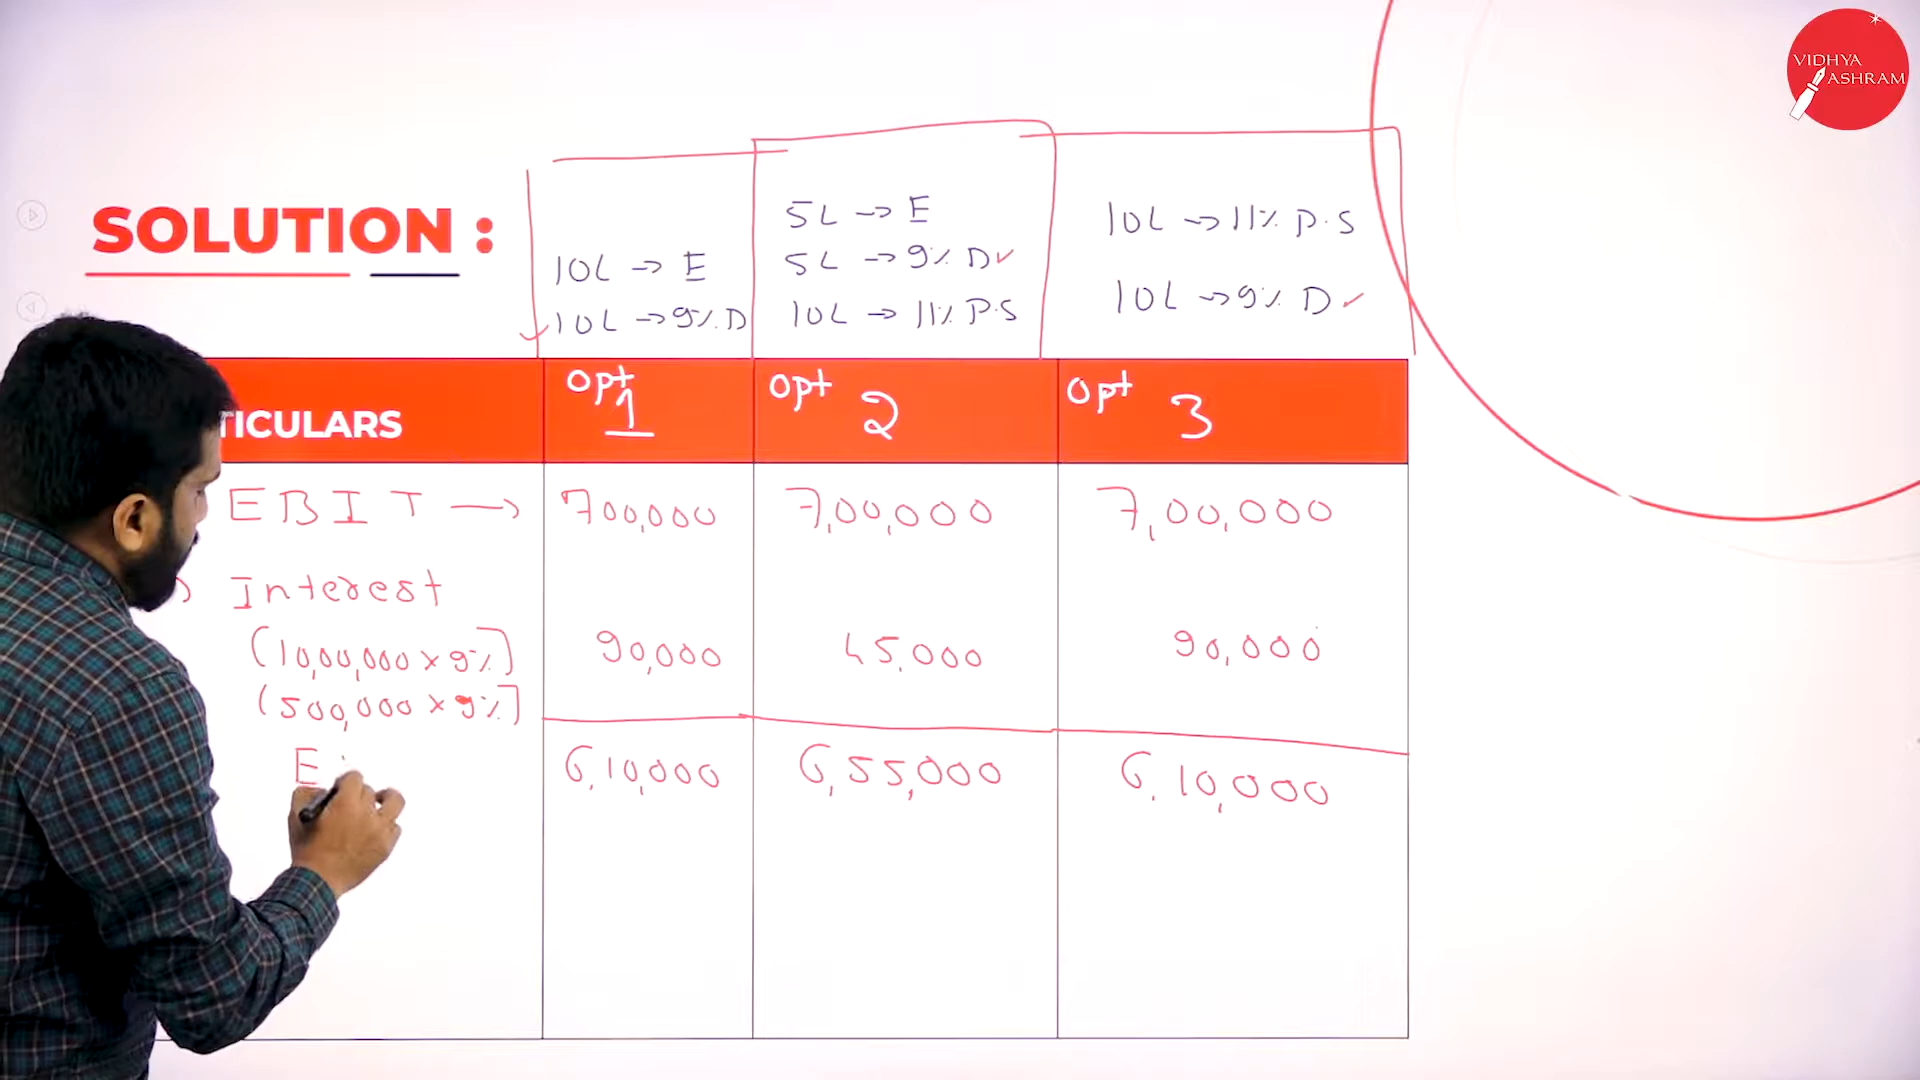 VIDHYA
ASHRAM
SOLUTION :
10L → E
10L → 9% D
5L → E
5L → 9% D ✓
10L → 11% P.S
10L → 11% P.S
10L → 9% D ✓
TICULARS
Opt 1
Opt 2
Opt 3
EBIT → 700,000 7,00,000 7,00,000
Interest
(10,00,000 × 9%) 90,000 45,000 90,000
(500,000 × 9%)
E 6,10,000 6,55,000 6,10,000